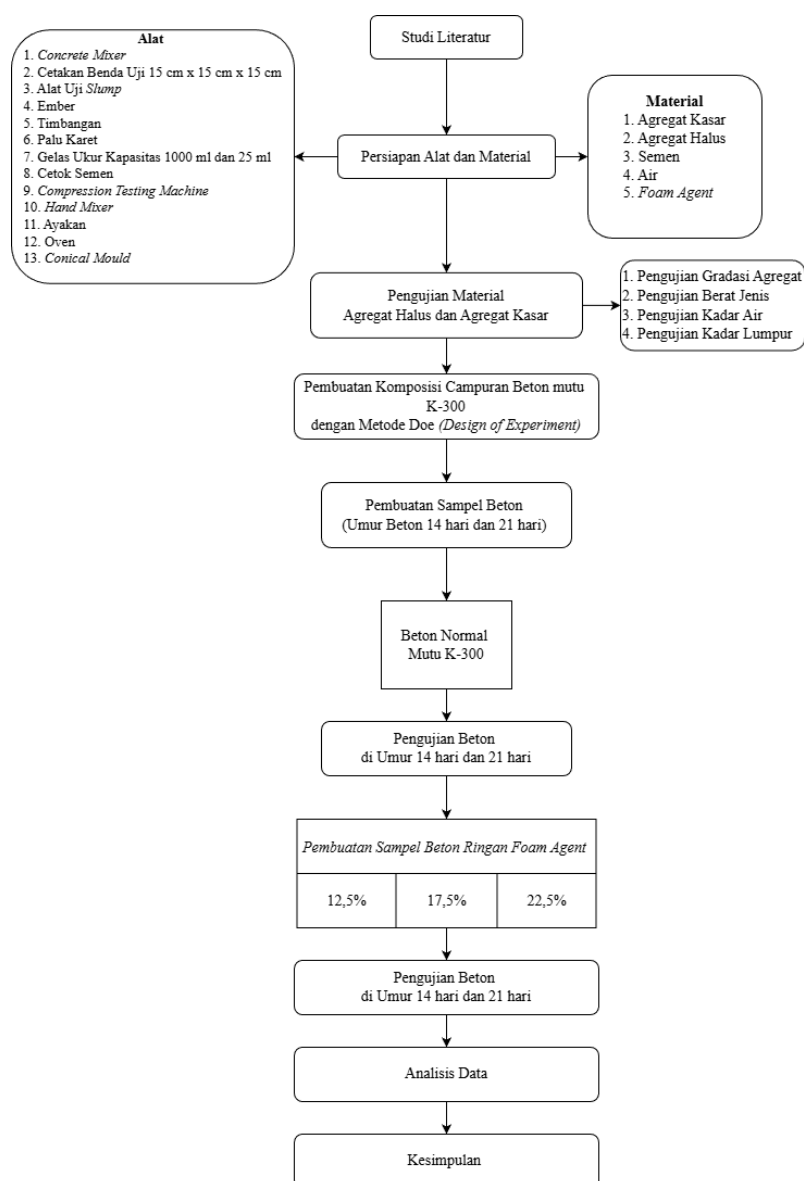 Studi Literatur
Alat
1. Concrete Mixer
2. Cetakan Benda Uji 15 cm x 15 cm x 15 cm
3. Alat Uji Slump
4. Ember
5. Timbangan
6. Palu Karet
7. Gelas Ukur Kapasitas 1000 ml dan 25 ml
8. Cetok Semen
9. Compression Testing Machine
10. Hand Mixer
11. Ayakan
12. Oven
13. Conical Mould
Persiapan Alat dan Material
Material
1. Agregat Kasar
2. Agregat Halus
3. Semen
4. Air
5. Foam Agent
Pengujian Material
Agregat Halus dan Agregat Kasar
1. Pengujian Gradasi Agregat
2. Pengujian Berat Jenis
3. Pengujian Kadar Air
4. Pengujian Kadar Lumpur
Pembuatan Komposisi Campuran Beton mutu
K-300
dengan Metode Doe (Design of Experiment)
Pembuatan Sampel Beton
(Umur Beton 14 hari dan 21 hari)
Beton Normal
Mutu K-300
Pengujian Beton
di Umur 14 hari dan 21 hari
Pembuatan Sampel Beton Ringan Foam Agent
12,5% 17,5% 22,5%
Pengujian Beton
di Umur 14 hari dan 21 hari
Analisis Data
Kesimpulan